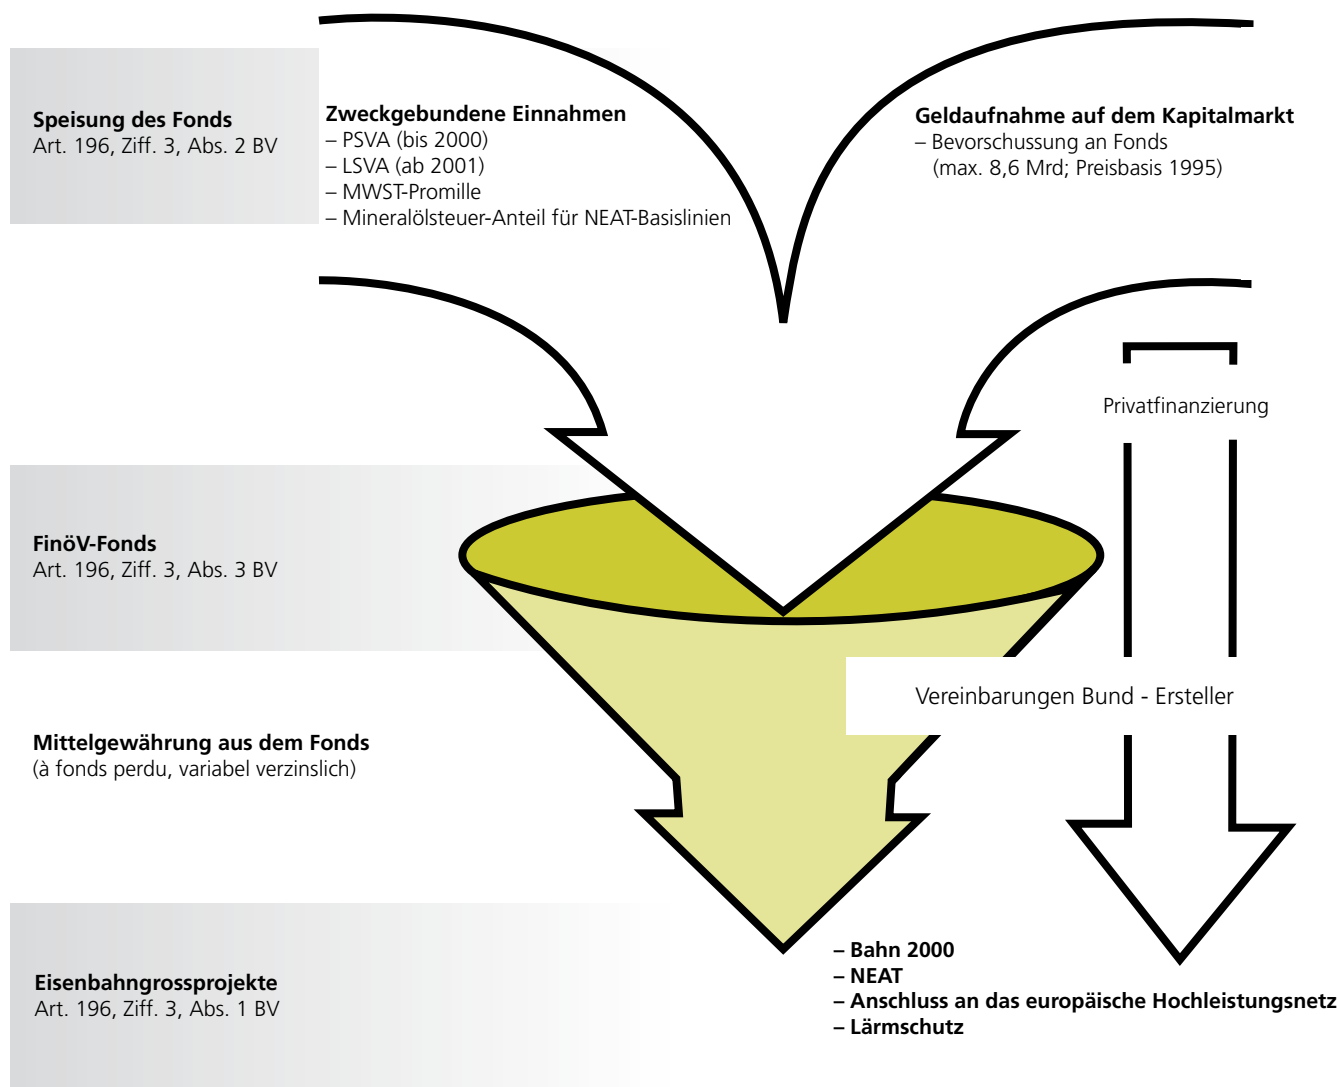 Speisung des Fonds
Art. 196, Ziff. 3, Abs. 2 BV
Zweckgebundene Einnahmen
– PSVA (bis 2000)
– LSVA (ab 2001)
– MWST-Promille
– Mineralölsteuer-Anteil für NEAT-Basislinien
Geldaufnahme auf dem Kapitalmarkt
– Bevorschussung an Fonds
(max. 8,6 Mrd; Preisbasis 1995)
Privatfinanzierung
FinöV-Fonds
Art. 196, Ziff. 3, Abs. 3 BV
Vereinbarungen Bund - Ersteller
Mittelgewährung aus dem Fonds
(à fonds perdu, variabel verzinslich)
Eisenbahngrossprojekte
Art. 196, Ziff. 3, Abs. 1 BV
– Bahn 2000
– NEAT
– Anschluss an das europäische Hochleistungsnetz
– Lärmschutz